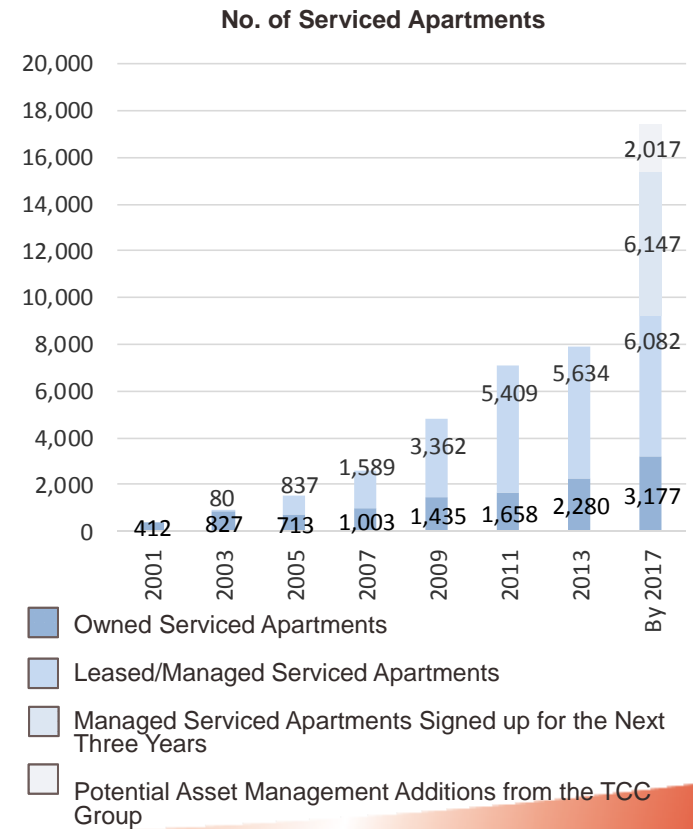 No. of Serviced Apartments
20,000
18,000
16,000
14,000
12,000
10,000
8,000
6,000
4,000
2,000
0
2,017
6,147
6,082
5,634
5,409
3,362
1,589
837
80
412 827 713 1,003 1,435 1,658 2,280 3,177
2001 2003 2005 2007 2009 2011 2013 By 2017
Owned Serviced Apartments
Leased/Managed Serviced Apartments
Managed Serviced Apartments Signed up for the Next
Three Years
Potential Asset Management Additions from the TCC
Group